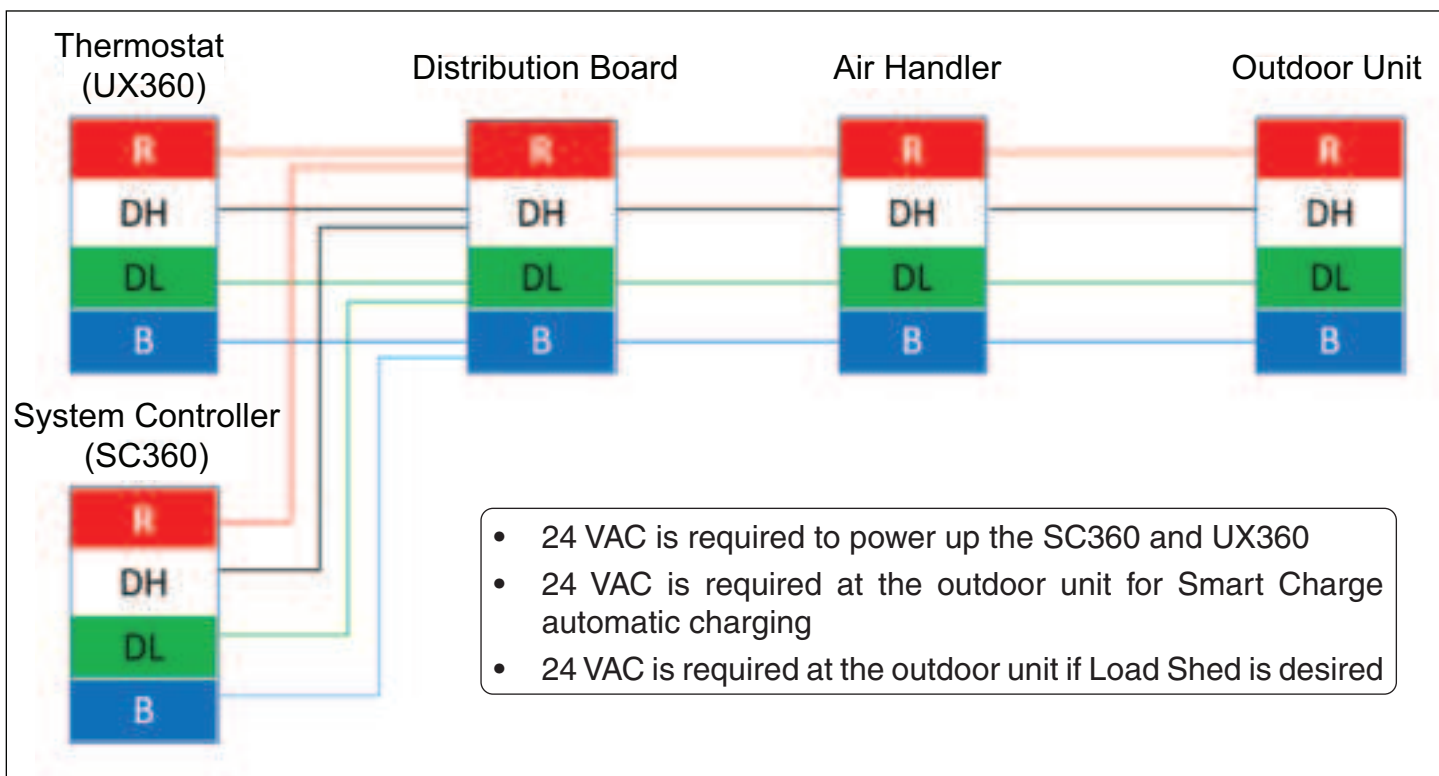 Thermostat
(UX360)
Distribution Board
Air Handler
Outdoor Unit
R
DH
DL
B
R
DH
DL
B
R
DH
DL
B
R
DH
DL
B
System Controller
(SC360)
R
DH
DL
B
• 24 VAC is required to power up the SC360 and UX360
• 24 VAC is required at the outdoor unit for Smart Charge
automatic charging
• 24 VAC is required at the outdoor unit if Load Shed is desired